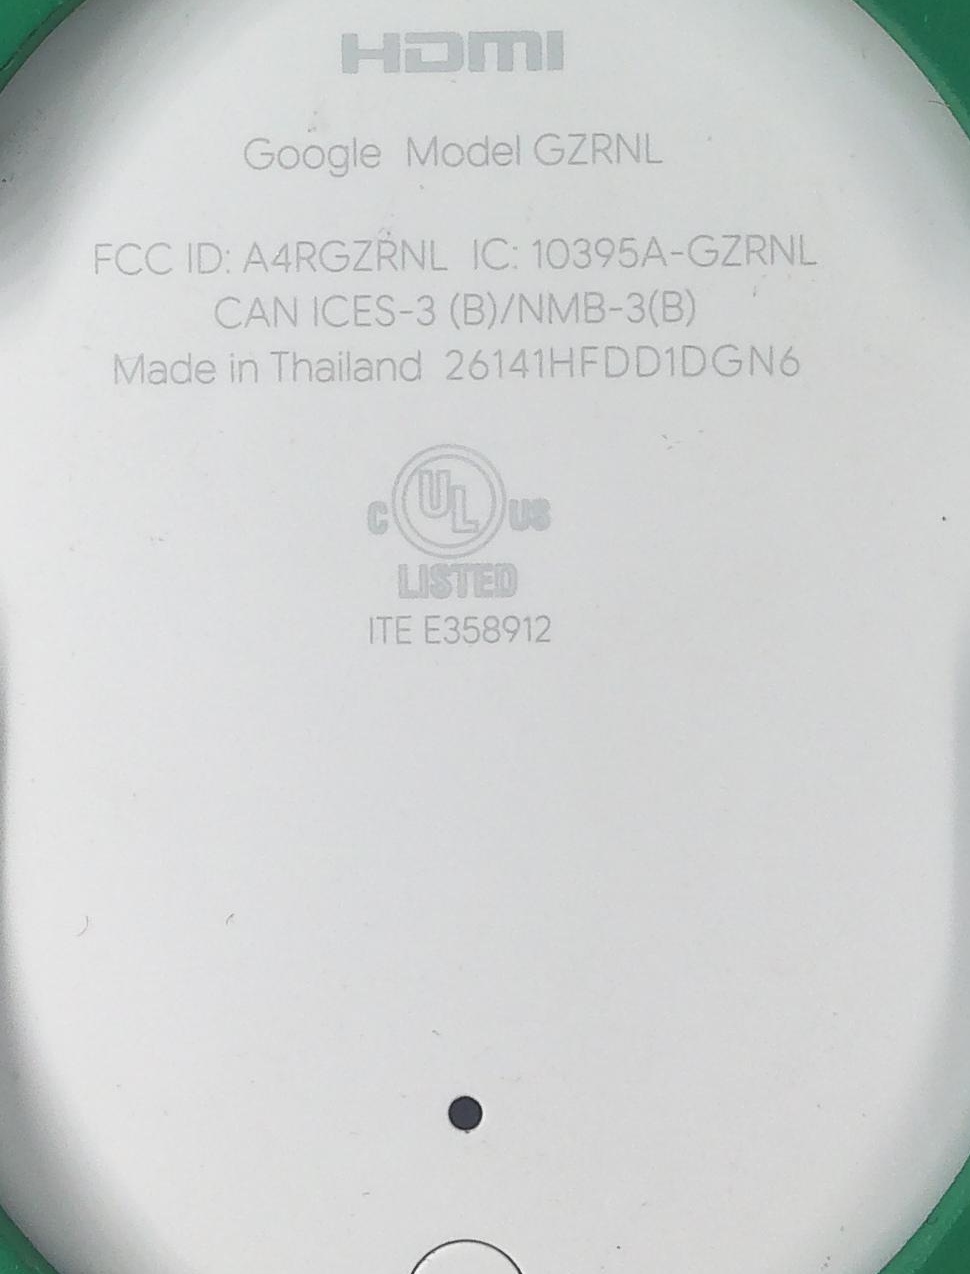 HDMI
Google Model GZRNL
FCC ID: A4RGZRNL IC: 10395A-GZRNL
CAN ICES-3 (B)/NMB-3(B)
Made in Thailand 26141HFDD1DGN6
C UL US
LISTED
ITE E358912